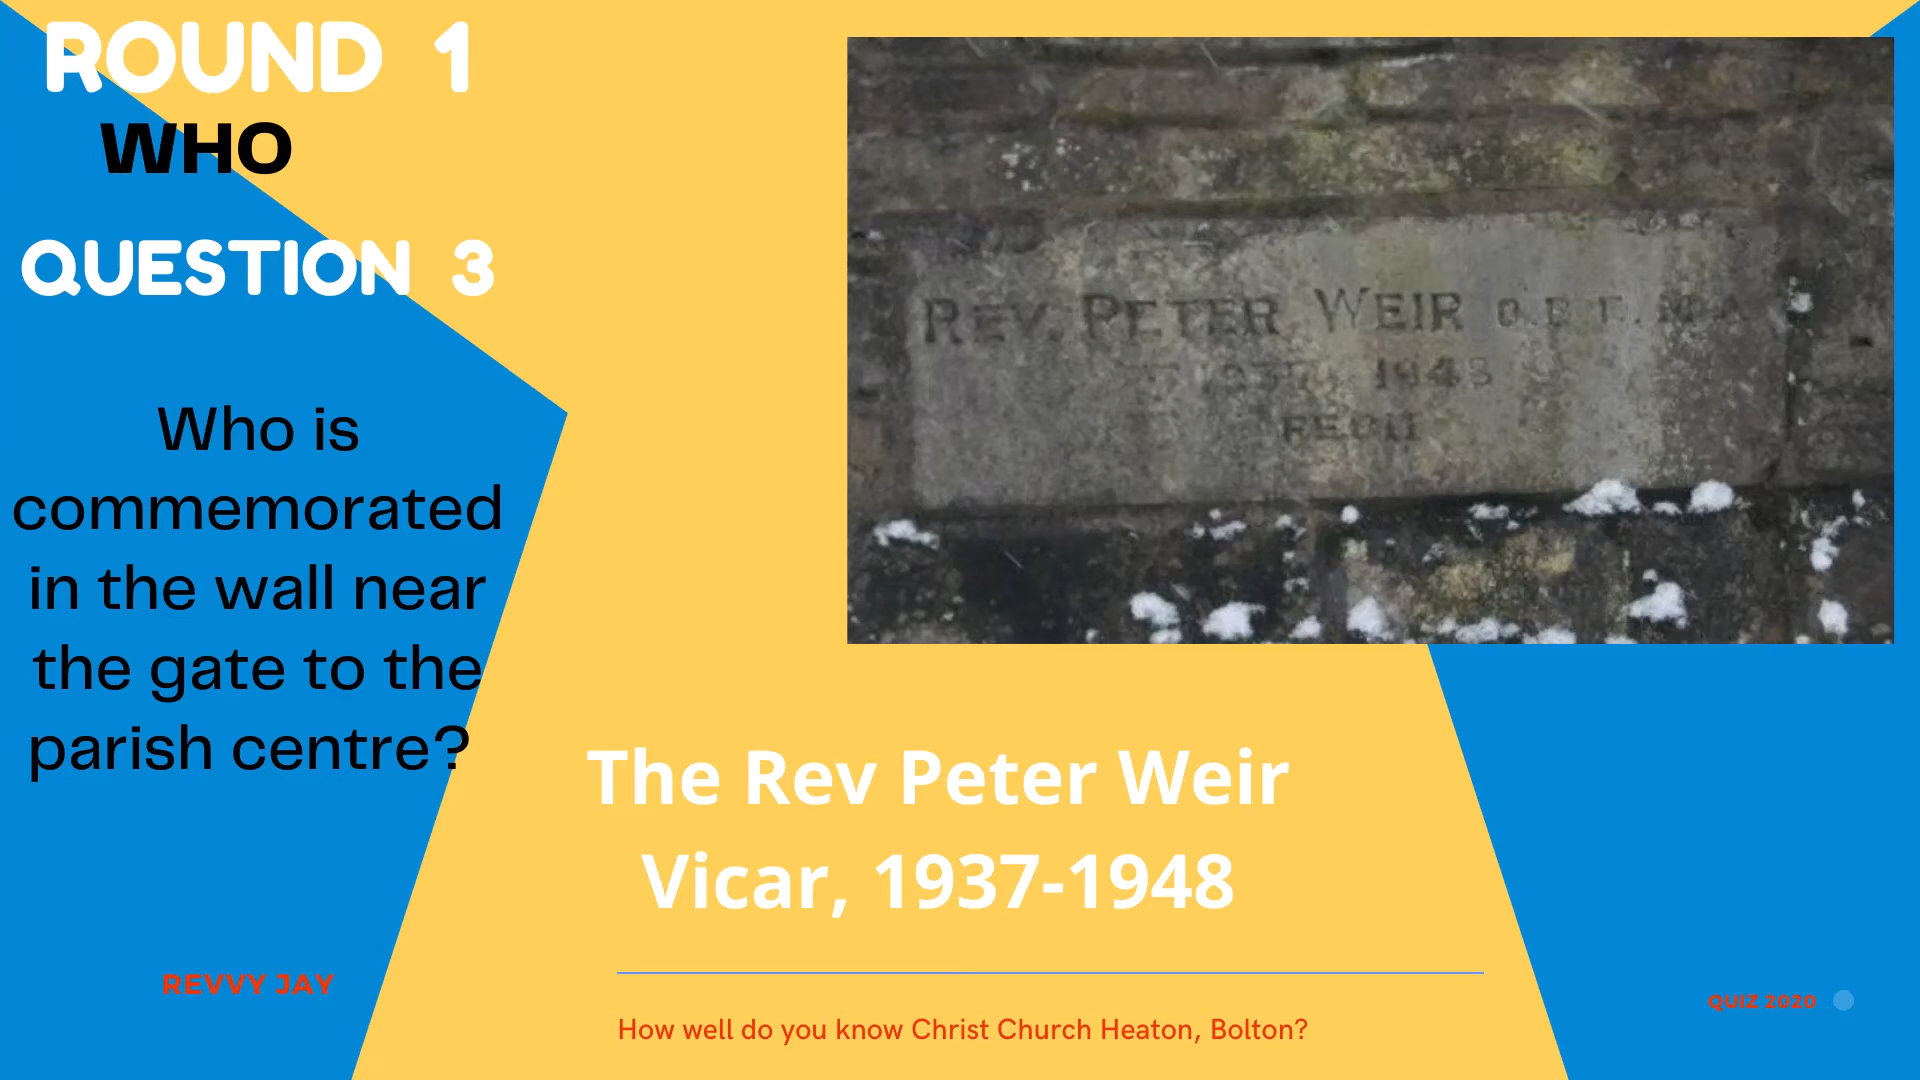 ROUND 1
WHO
QUESTION 3
Who is
commemorated
in the wall near
the gate to the
parish centre?
REV. PETER WEIR O.B.E. M.A.
1937 1948
The Rev Peter Weir
Vicar, 1937-1948
REVVY JAY
How well do you know Christ Church Heaton, Bolton?
QUIZ 2020